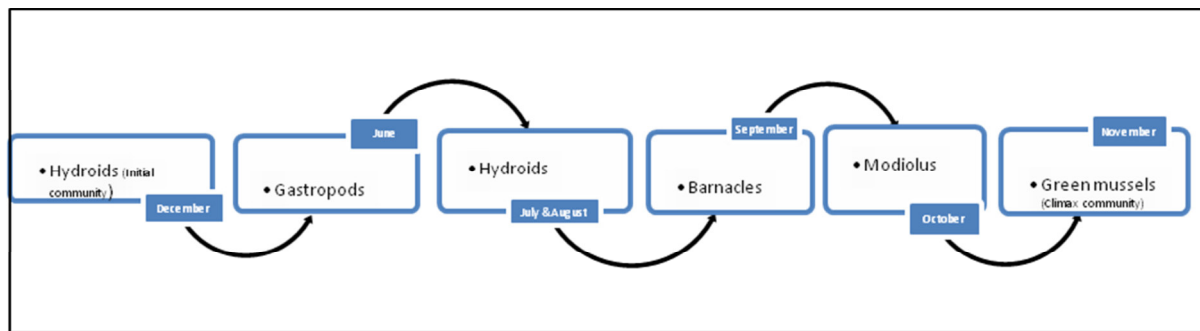 • Hydroids (Initial
community)
December
June
• Gastropods
• Hydroids
July &August
September
• Barnacles
• Modiolus
October
November
• Green mussels
(Climax community)